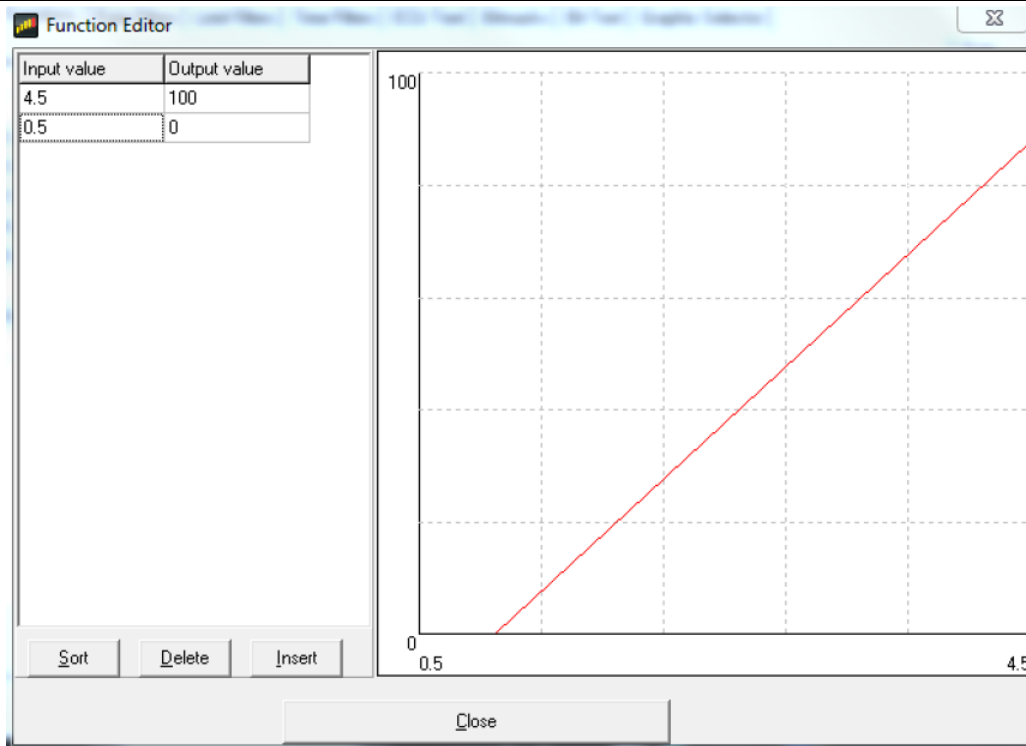 Function Editor
Input value Output value
4.5 100
0.5 0
100
0
0.5 4.5
Sort Delete Insert
Close